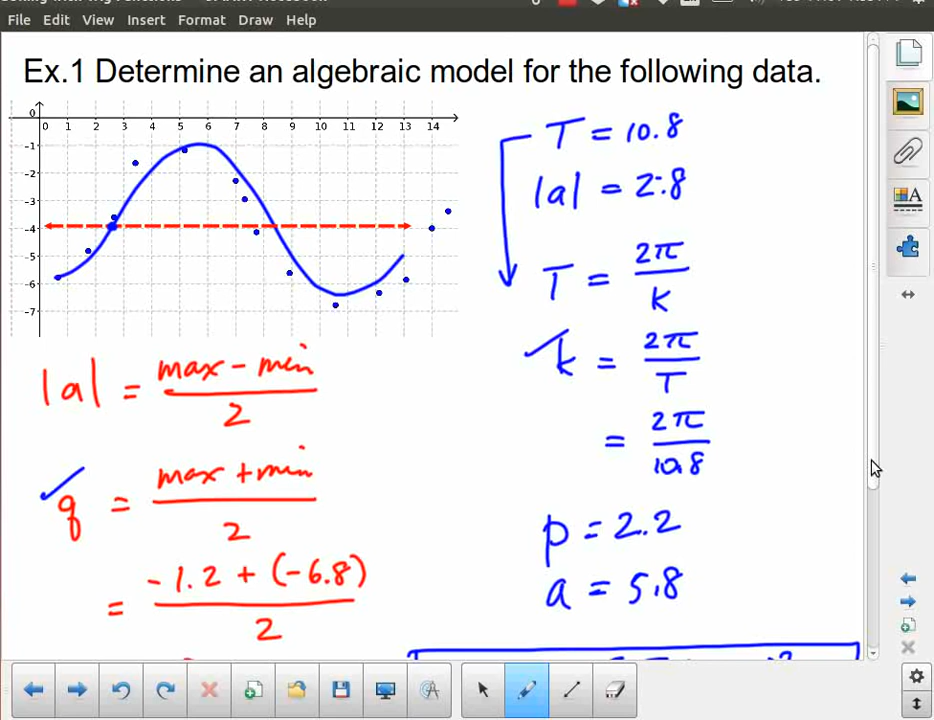 File Edit View Insert Format Draw Help
Ex.1 Determine an algebraic model for the following data.
0
0 1 2 3 4 5 6 7 8 9 10 11 12 13 14
-1
-2
-3
-4
-5
-6
-7
T = 10.8
|a| = 2.8
T = 2π/k
k = 2π/T
= 2π/10.8
p = 2.2
a = 5.8
|a| = max - min / 2
q = max + min / 2
= -1.2 + (-6.8) / 2